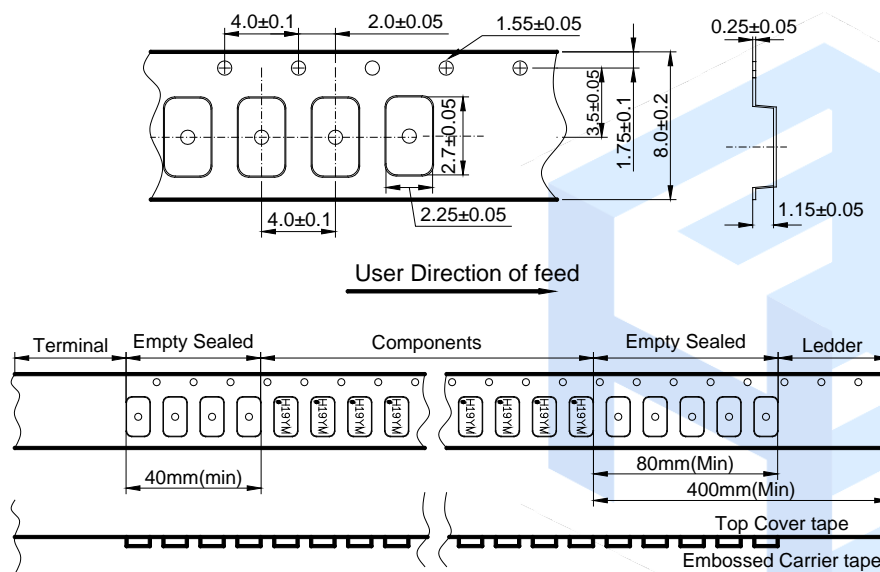 4.0±0.1
2.0±0.05
1.55±0.05
0.25±0.05
2.7±0.05
3.5±0.05
1.75±0.1
8.0±0.2
4.0±0.1
2.25±0.05
1.15±0.05
User Direction of feed
Terminal
Empty Sealed
Components
Empty Sealed
Ledder
H19YM
H19YM
H19YM
H19YM
H19YM
H19YM
H19YM
H19YM
40mm(min)
80mm(Min)
400mm(Min)
Top Cover tape
Embossed Carrier tape